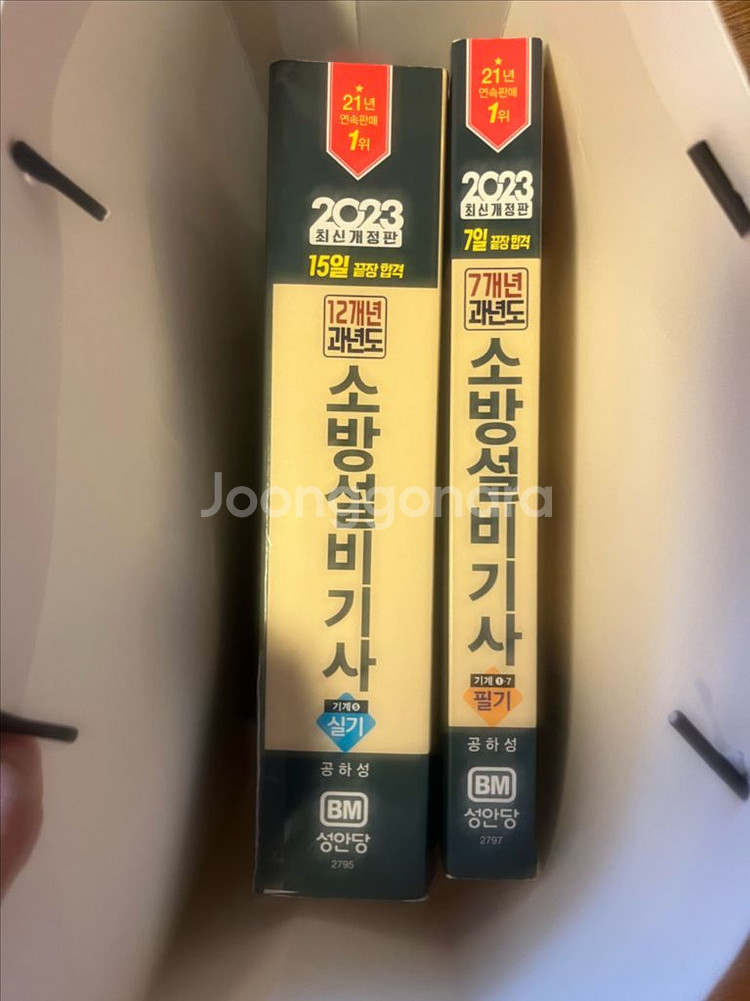 21년
연속판매
1위
2023
최신개정판
15일 끝장합격
12개년
과년도
소방설비기사
기계 5
실기
공하성
BM
성안당
2795
21년
연속판매
1위
2023
최신개정판
7일 끝장합격
7개년
과년도
소방설비기사
기계 1-7
필기
공하성
BM
성안당
2797
Joonggonara